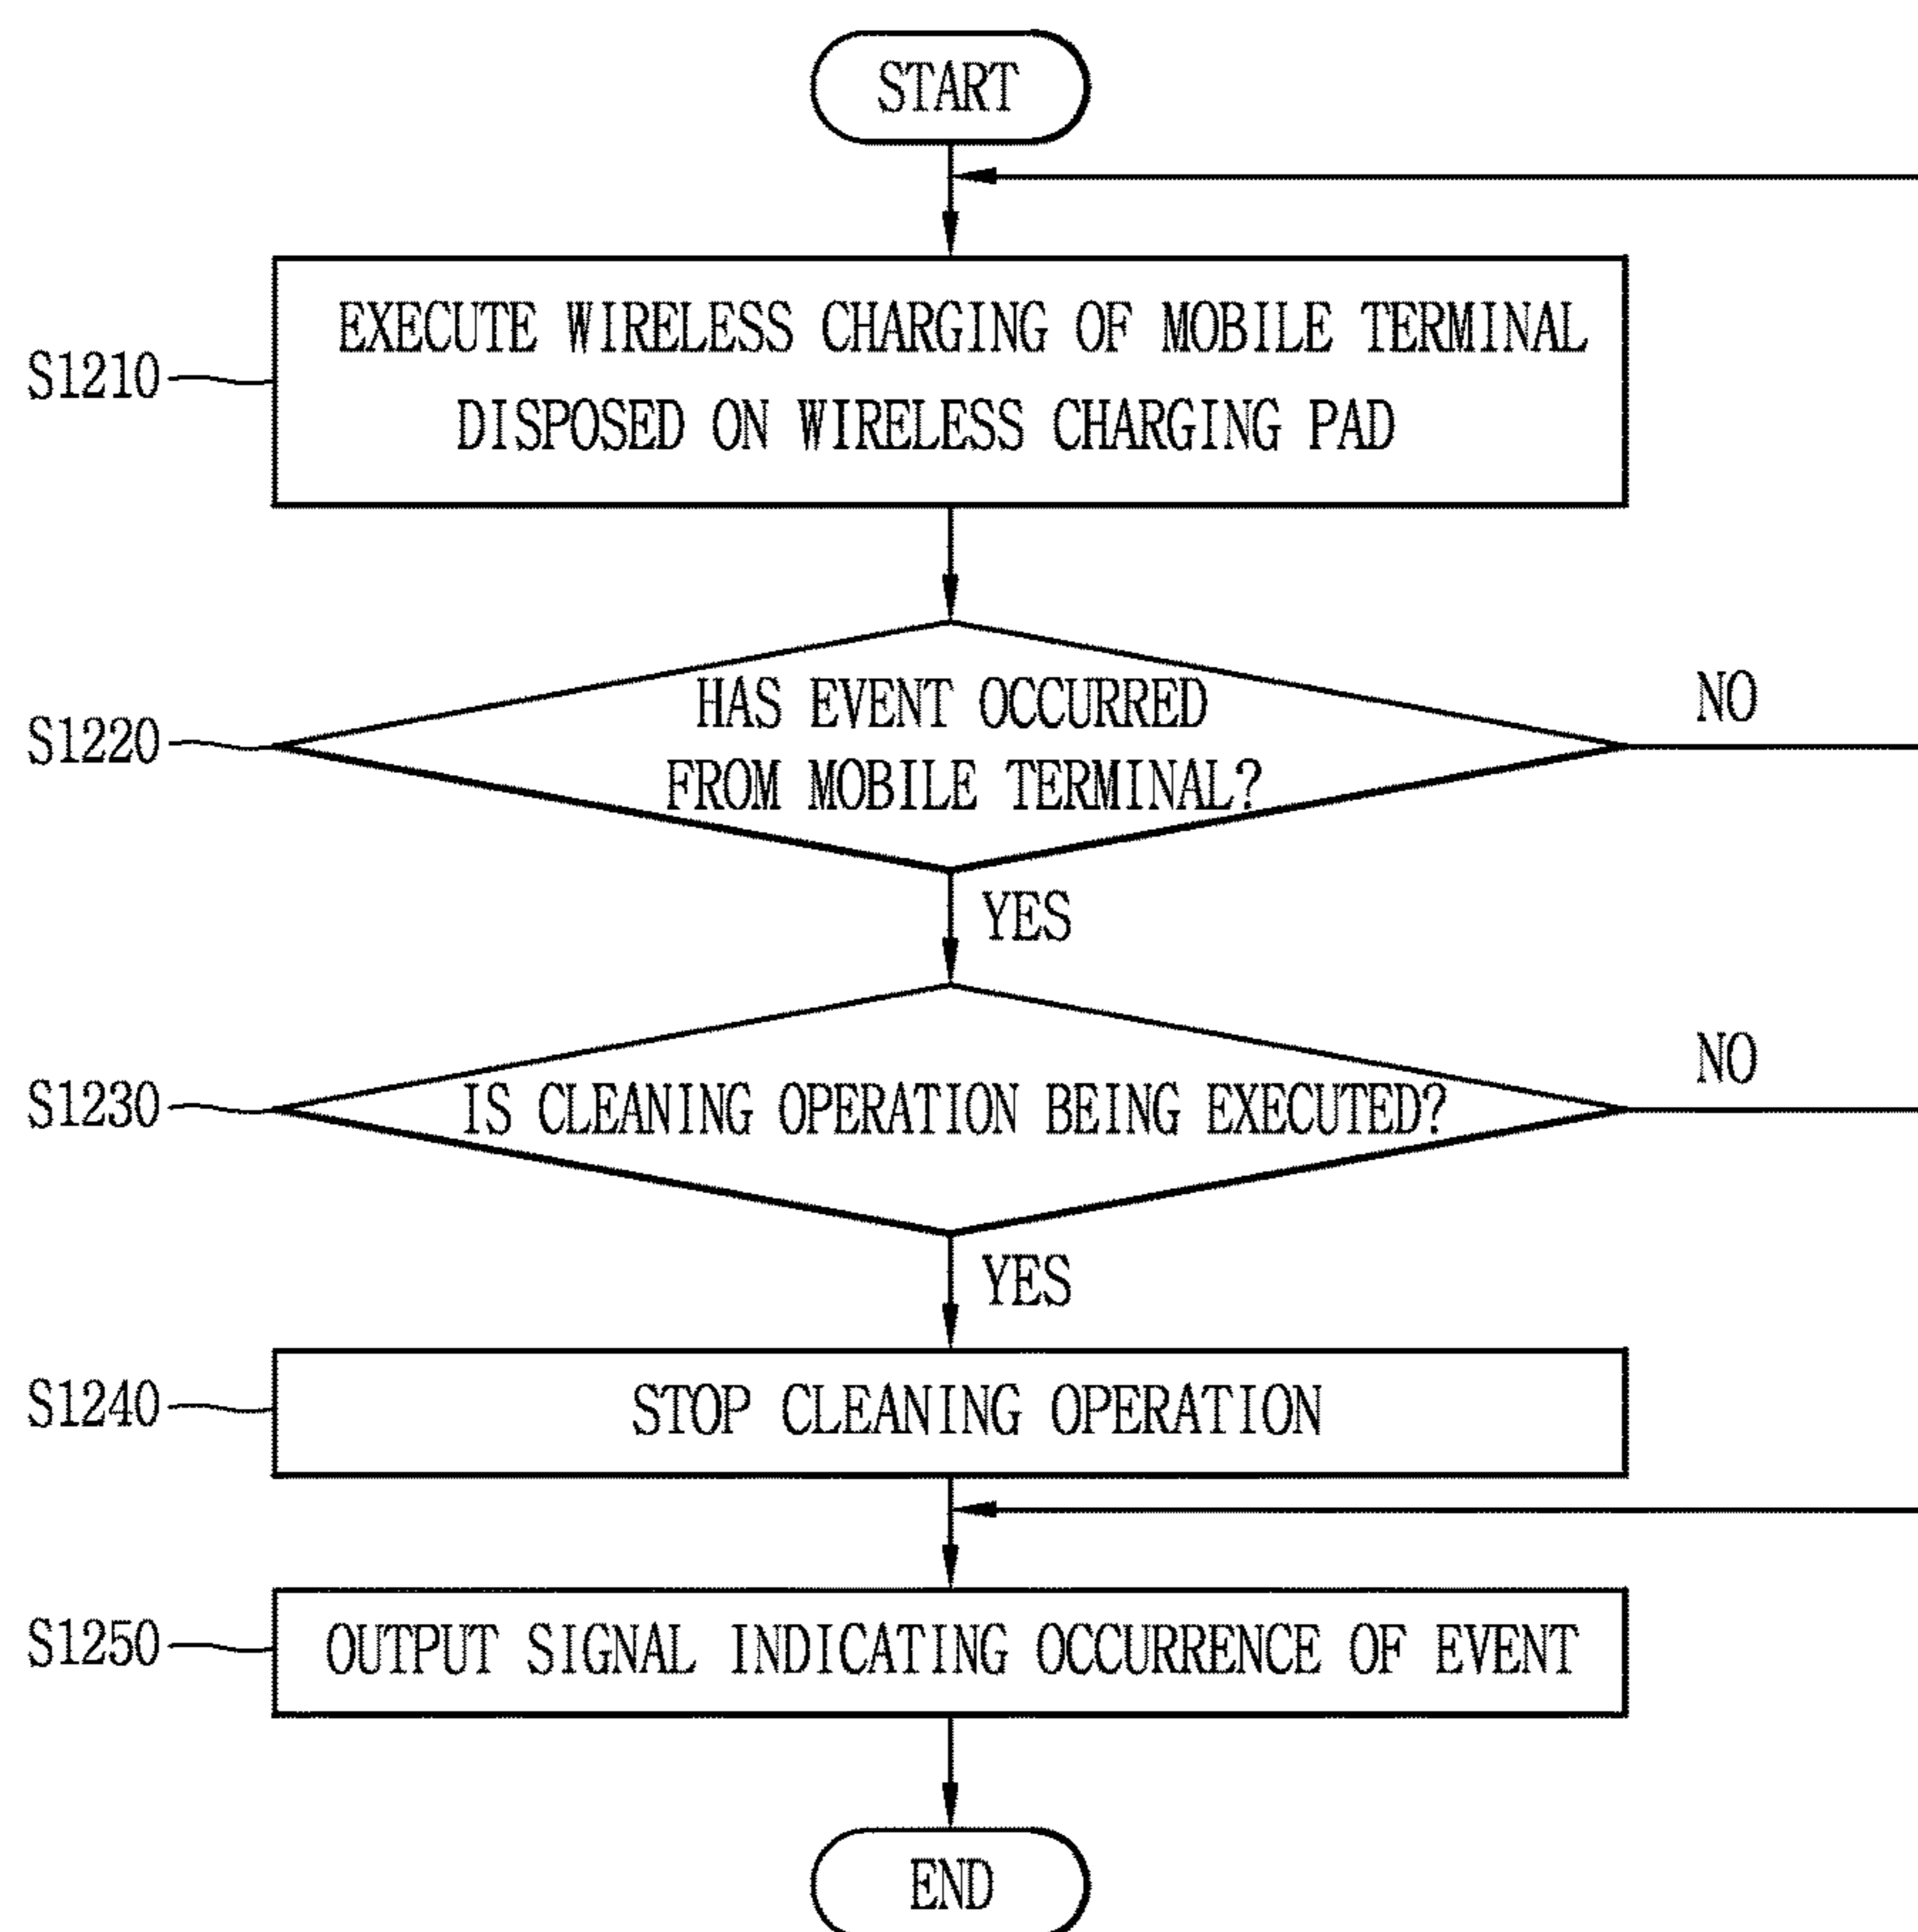 START
S1210
EXECUTE WIRELESS CHARGING OF MOBILE TERMINAL
DISPOSED ON WIRELESS CHARGING PAD
S1220
HAS EVENT OCCURRED
FROM MOBILE TERMINAL?
NO
YES
S1230
IS CLEANING OPERATION BEING EXECUTED?
NO
YES
S1240
STOP CLEANING OPERATION
S1250
OUTPUT SIGNAL INDICATING OCCURRENCE OF EVENT
END